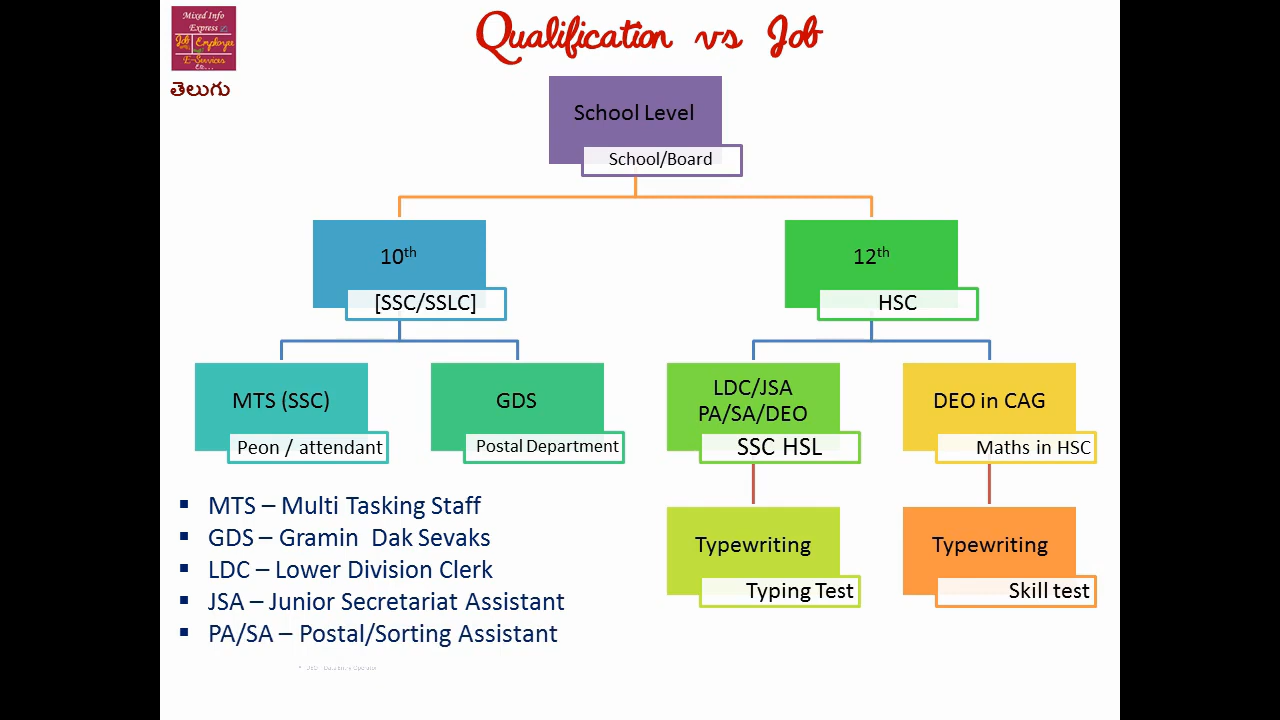 Mixed Info
Express
Job Employe
E-Services
తెలుగు
Qualification vs Job
School Level
School/Board
10th
[SSC/SSLC]
12th
HSC
MTS (SSC)
Peon / attendant
GDS
Postal Department
LDC/JSA
PA/SA/DEO
SSC HSL
DEO in CAG
Maths in HSC
Typewriting
Typing Test
Typewriting
Skill test
▪ MTS – Multi Tasking Staff
▪ GDS – Gramin Dak Sevaks
▪ LDC – Lower Division Clerk
▪ JSA – Junior Secretariat Assistant
▪ PA/SA – Postal/Sorting Assistant